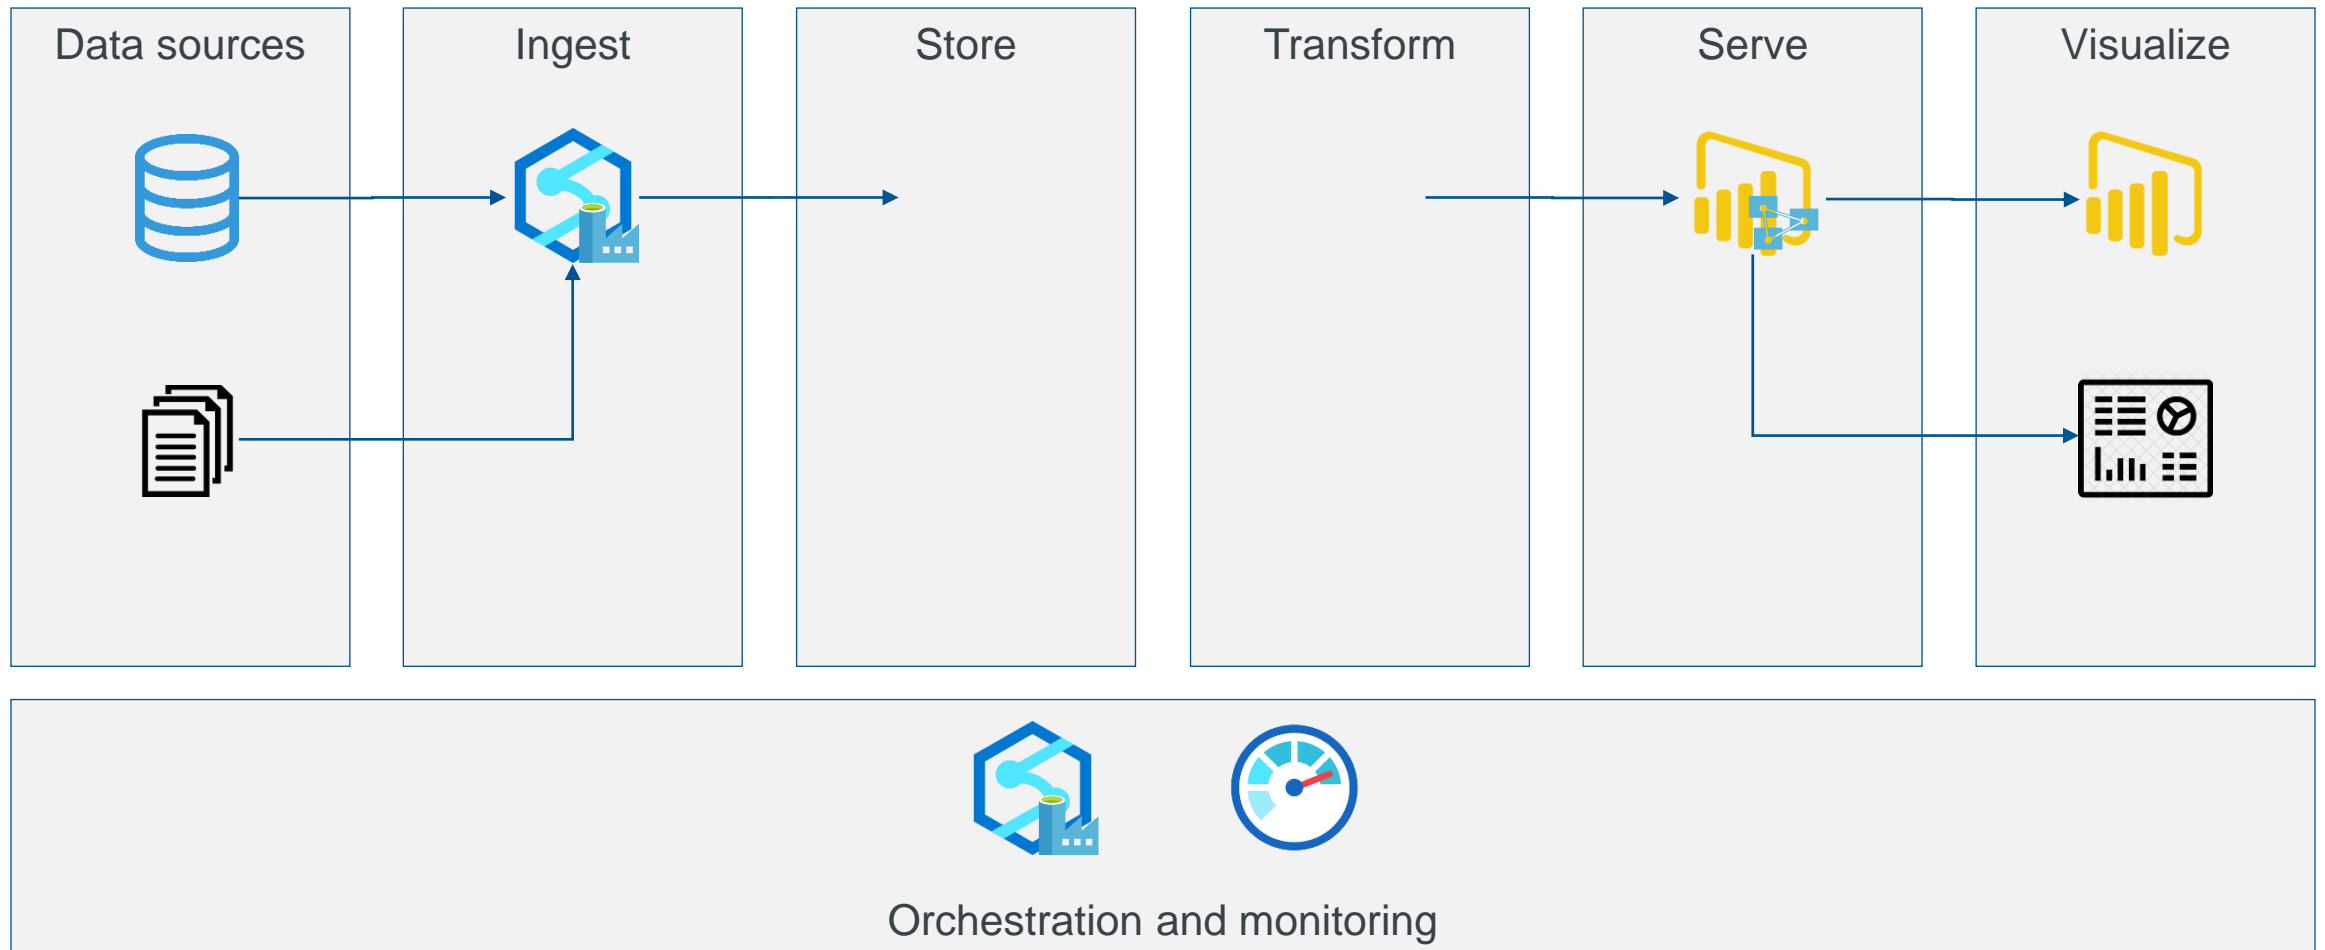 Data sources
Ingest
Store
Transform
Serve
Visualize
Orchestration and monitoring